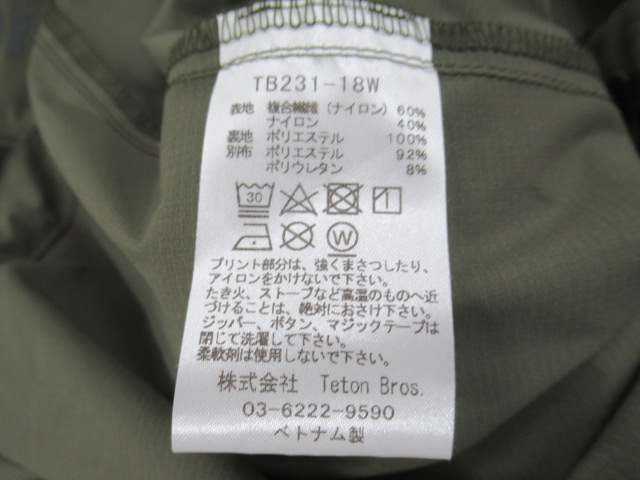 TB231-18W
表地 複合繊維（ナイロン） 60%
ナイロン 40%
裏地 ポリエステル 100%
別布 ポリエステル 92%
ポリウレタン 8%
30
W
プリント部分は、強くまさつしたり、
アイロンをかけないで下さい。
たき火、ストーブなど高温のものへ近
づけることは、絶対におさけ下さい。
ジッパー、ボタン、マジックテープは
閉じて洗濯して下さい。
柔軟剤は使用しないで下さい。
株式会社 Teton Bros.
03-6222-9590
ベトナム製